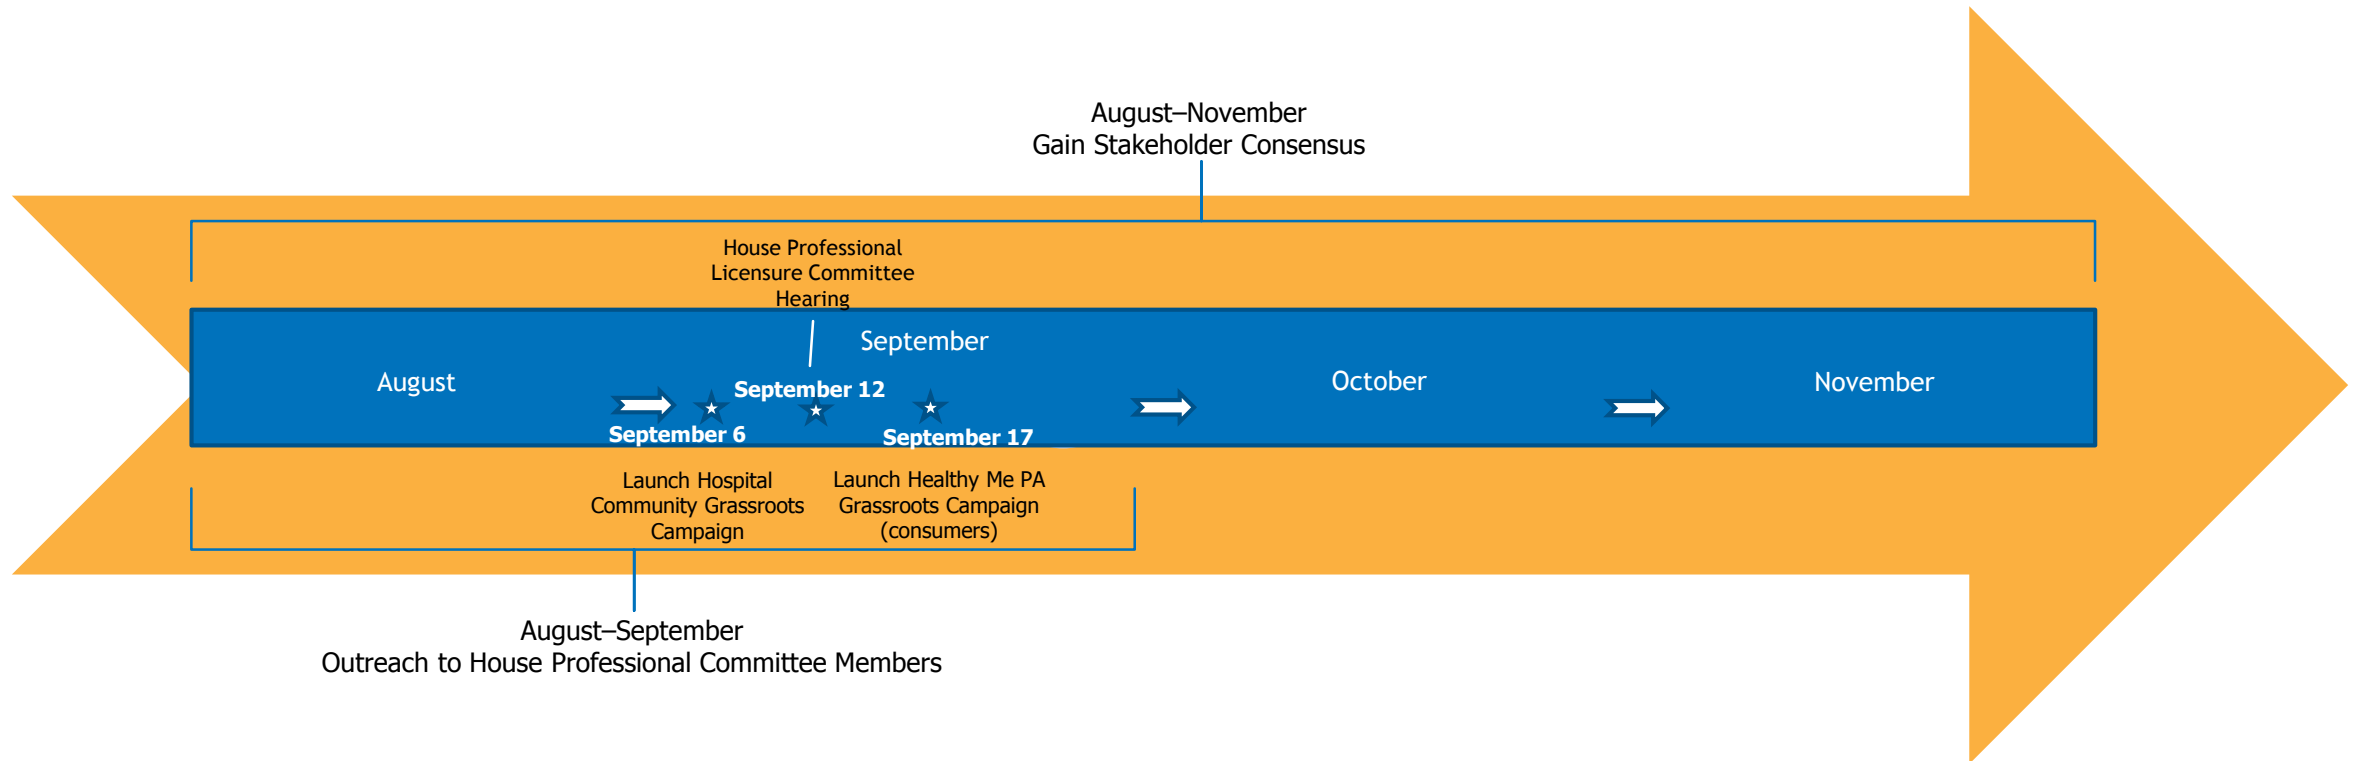 August–November
Gain Stakeholder Consensus
House Professional
Licensure Committee
Hearing
September
August
October
November
September 12
September 6
September 17
Launch Hospital
Community Grassroots
Campaign
Launch Healthy Me PA
Grassroots Campaign
(consumers)
August–September
Outreach to House Professional Committee Members